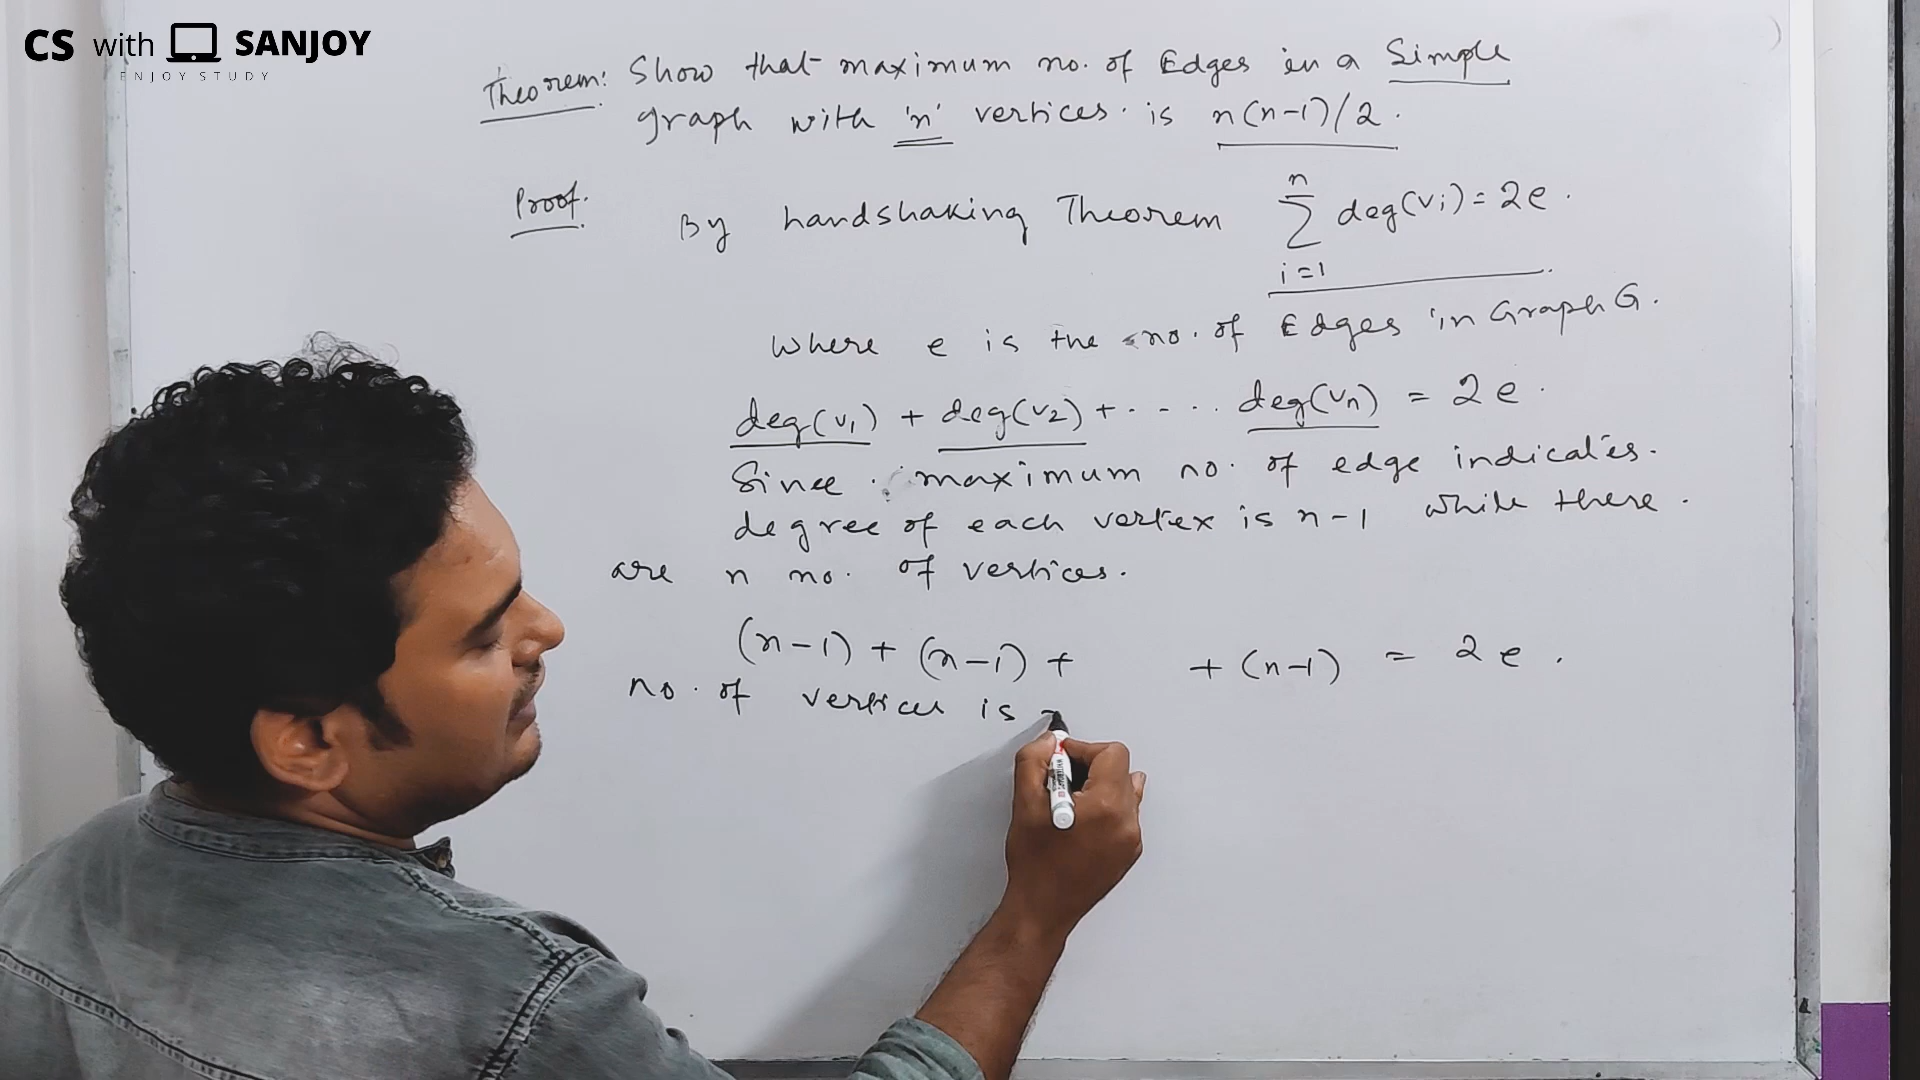 CS with SANJOY
ENJOY STUDY
Theorem: Show that maximum no. of Edges in a Simple
graph with 'n' vertices. is n(n-1)/2.
Proof. By handshaking Theorem n∑i=1 deg(vi) = 2e.
Where e is the no. of Edges in Graph G.
deg(v1) + deg(v2) + - - .. deg(vn) = 2e.
Since maximum no. of edge indicates.
degree of each vertex is n-1 while there.
are n no. of vertices.
(n-1) + (n-1) + + (n-1) = 2e.
no. of vertices is